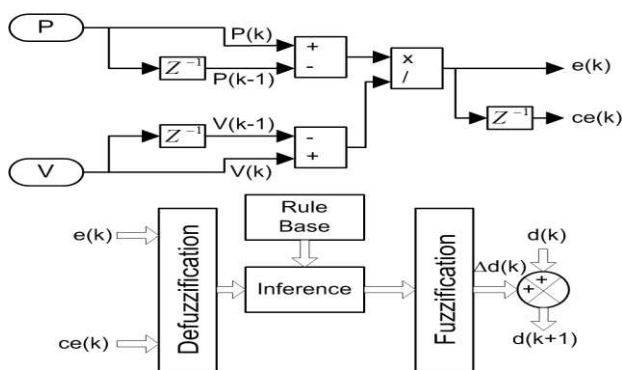 P
P(k)
+
-
Z⁻¹
P(k-1)
x
/
e(k)
Z⁻¹
ce(k)
Z⁻¹
V(k-1)
-
+
V
V(k)
Rule
Base
e(k)
Defuzzification
Inference
Fuzzification
Δd(k)
d(k)
+
+
ce(k)
d(k+1)